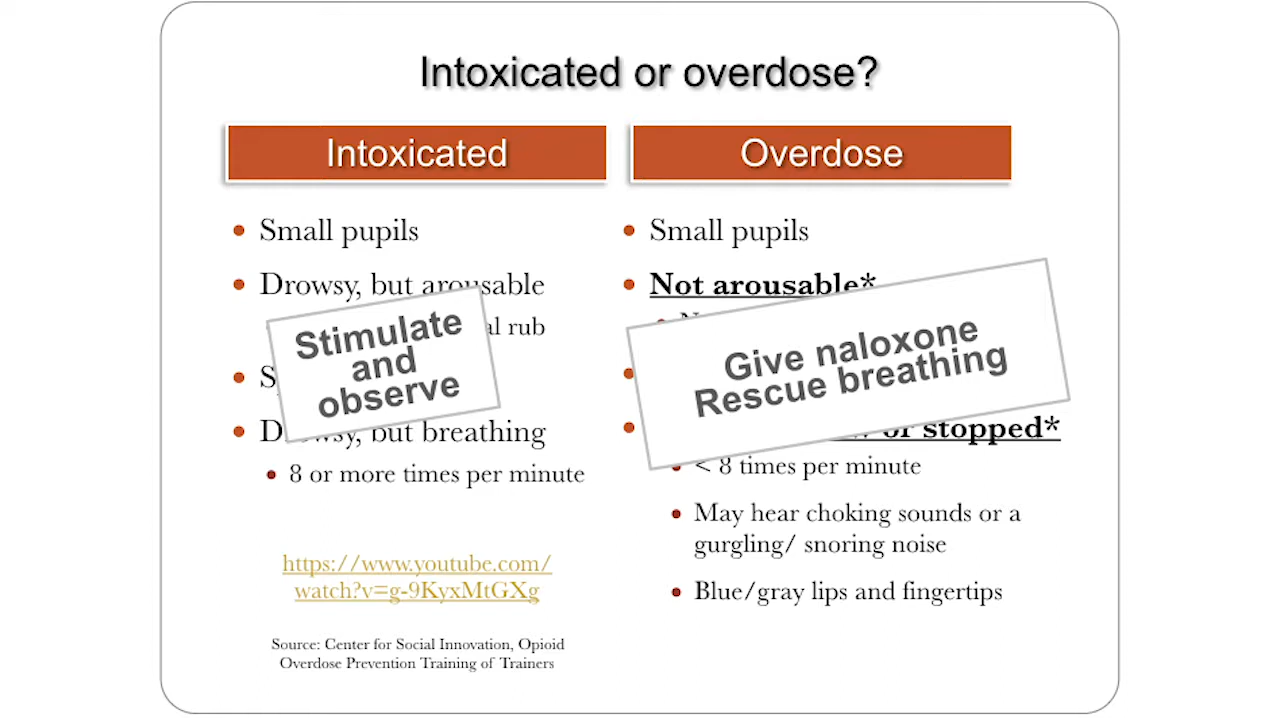 Intoxicated or overdose?
Intoxicated
Small pupils
Drowsy, but arousable
rub
Drowsy, but breathing
8 or more times per minute
Stimulate
and
observe
https://www.youtube.com/
watch?v=g-9KyxMtGXg
Source: Center for Social Innovation, Opioid
Overdose Prevention Training of Trainers
Overdose
Small pupils
Not arousable*
or stopped*
< 8 times per minute
May hear choking sounds or a
gurgling/ snoring noise
Blue/gray lips and fingertips
Give naloxone
Rescue breathing